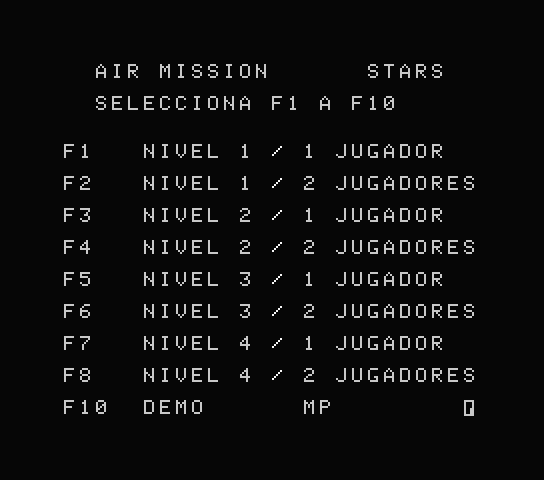 AIR MISSION STARS
SELECCIONA F1 A F10
F1 NIVEL 1 / 1 JUGADOR
F2 NIVEL 1 / 2 JUGADORES
F3 NIVEL 2 / 1 JUGADOR
F4 NIVEL 2 / 2 JUGADORES
F5 NIVEL 3 / 1 JUGADOR
F6 NIVEL 3 / 2 JUGADORES
F7 NIVEL 4 / 1 JUGADOR
F8 NIVEL 4 / 2 JUGADORES
F10 DEMO MP